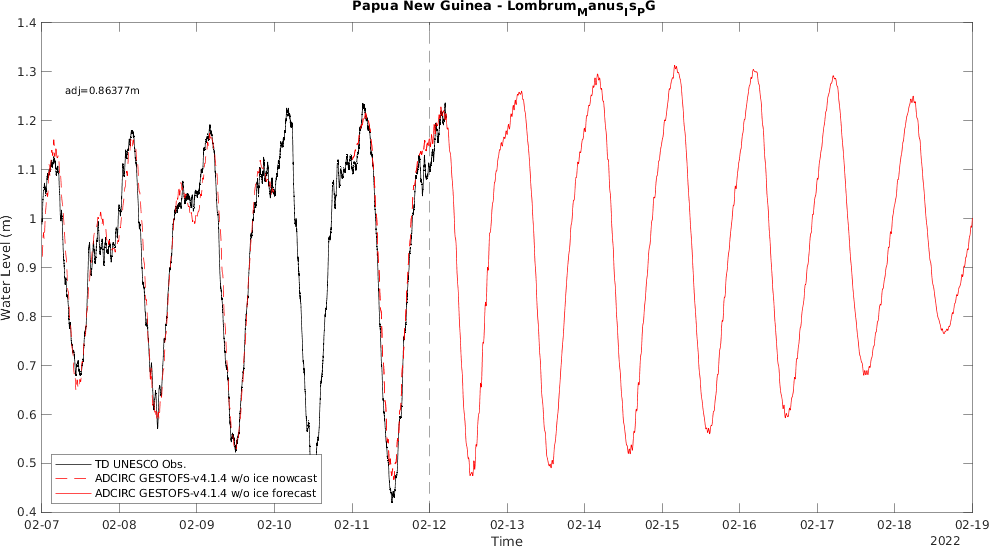 Papua New Guinea - Lombrum_Manus_Is_PG
1.4
1.3
adj=0.86377m
1.2
1.1
1
Water Level (m)
0.9
0.8
0.7
0.6
TD UNESCO Obs.
0.5
ADCIRC GESTOFS-v4.1.4 w/o ice nowcast
ADCIRC GESTOFS-v4.1.4 w/o ice forecast
0.4
02-07 02-08 02-09 02-10 02-11 02-12 02-13 02-14 02-15 02-16 02-17 02-18 02-19
Time
2022